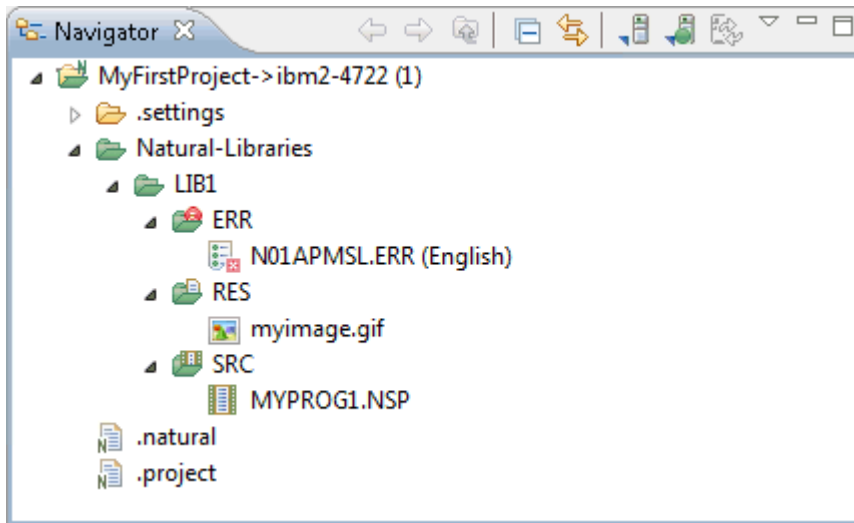 Navigator
MyFirstProject->ibm2-4722 (1)
.settings
Natural-Libraries
LIB1
ERR
N01APMSL.ERR (English)
RES
myimage.gif
SRC
MYPROG1.NSP
.natural
.project